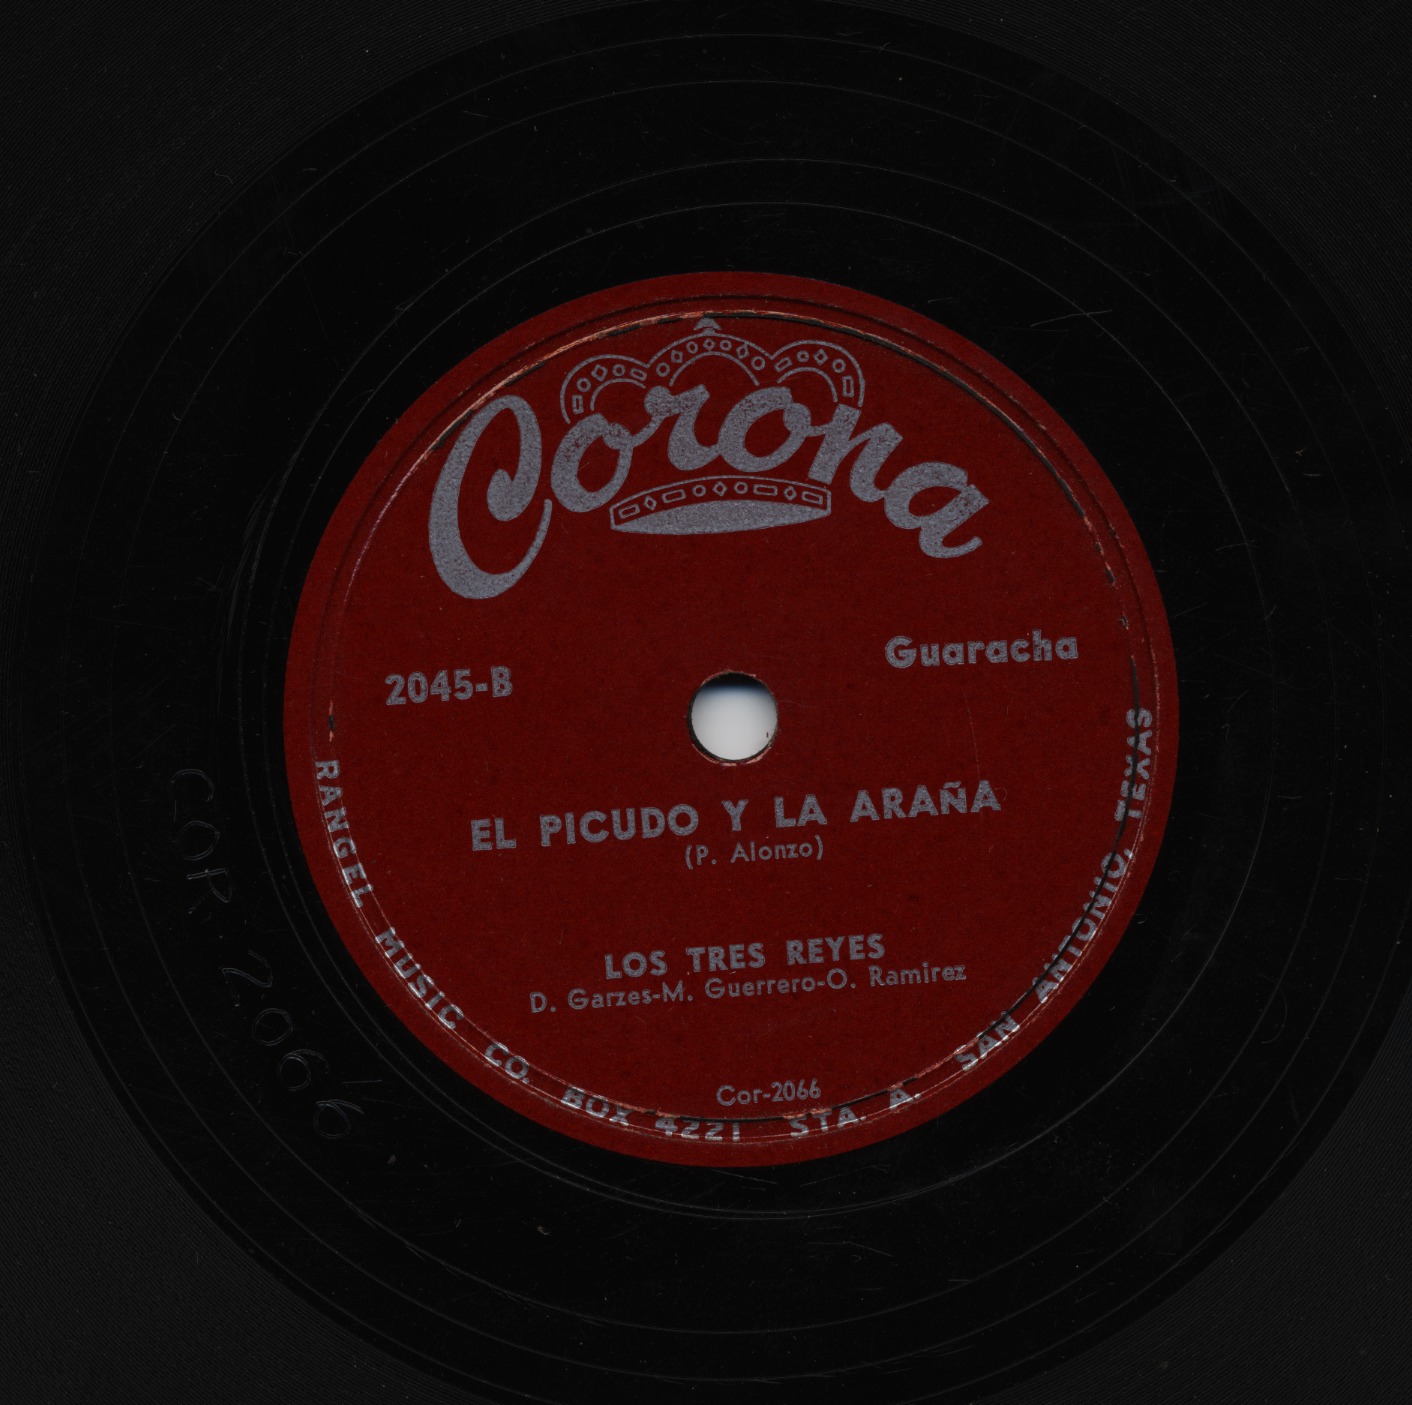 Corona
Guaracha
2045-B
EL PICUDO Y LA ARAÑA
(P. Alonzo)
LOS TRES REYES
D. Garzes-M. Guerrero-O. Ramirez
Cor-2066
RANGEL MUSIC CO. BOX 4221 STA. A. SAN ANTONIO, TEXAS
COR 2066